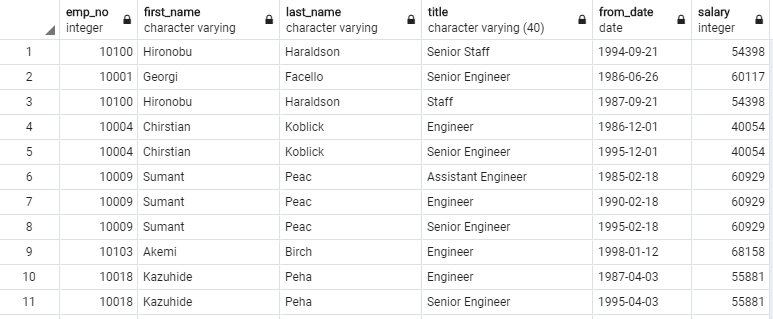 emp_no first_name last_name title from_date salary
integer character varying character varying character varying (40) date integer
1 10100 Hironobu Haraldson Senior Staff 1994-09-21 54398
2 10001 Georgi Facello Senior Engineer 1986-06-26 60117
3 10100 Hironobu Haraldson Staff 1987-09-21 54398
4 10004 Chirstian Koblick Engineer 1986-12-01 40054
5 10004 Chirstian Koblick Senior Engineer 1995-12-01 40054
6 10009 Sumant Peac Assistant Engineer 1985-02-18 60929
7 10009 Sumant Peac Engineer 1990-02-18 60929
8 10009 Sumant Peac Senior Engineer 1995-02-18 60929
9 10103 Akemi Birch Engineer 1998-01-12 68158
10 10018 Kazuhide Peha Engineer 1987-04-03 55881
11 10018 Kazuhide Peha Senior Engineer 1995-04-03 55881